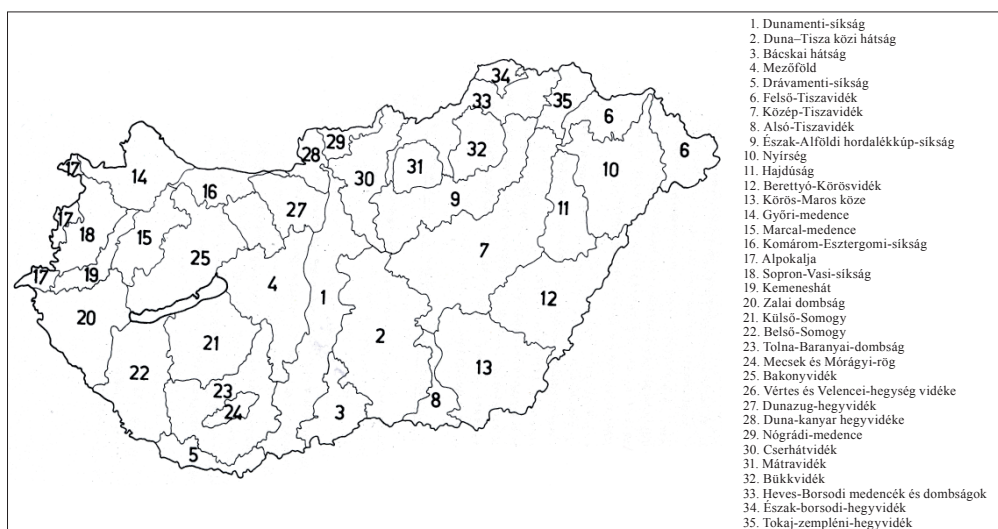 1. Dunamenti-síkság
2. Duna–Tisza közi hátság
3. Bácskai hátság
4. Mezőföld
5. Drávamenti-síkság
6. Felső-Tiszavidék
7. Közép-Tiszavidék
8. Alsó-Tiszavidék
9. Észak-Alföldi hordalékkúp-síkság
10. Nyírség
11. Hajdúság
12. Berettyó-Körösvidék
13. Körös-Maros köze
14. Győri-medence
15. Marcal-medence
16. Komárom-Esztergomi-síkság
17. Alpokalja
18. Sopron-Vasi-síkság
19. Kemeneshát
20. Zalai dombság
21. Külső-Somogy
22. Belső-Somogy
23. Tolna-Baranyai-dombság
24. Mecsek és Mórágyi-rög
25. Bakonyvidék
26. Vértes és Velencei-hegység vidéke
27. Dunazug-hegyvidék
28. Duna-kanyar hegyvidéke
29. Nógrádi-medence
30. Cserhátvidék
31. Mátravidék
32. Bükkvidék
33. Heves-Borsodi medencék és dombságok
34. Észak-borsodi-hegyvidék
35. Tokaj-zempléni-hegyvidék
34
33
35
6
29
28
32
31
30
17
14
10
6
16
9
27
11
17
18
15
25
7
17
19
4
1
12
20
2
21
13
22
23
24
3
8
5